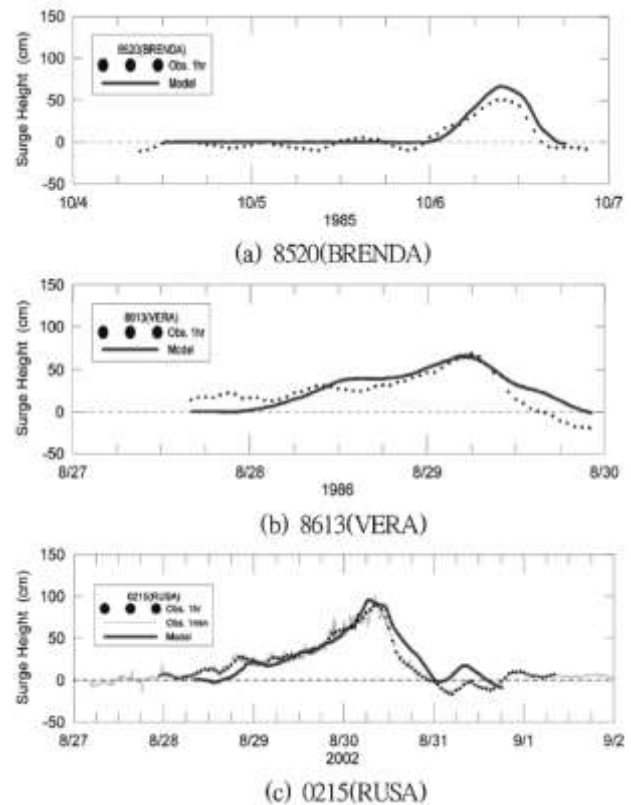 8520(BRENDA)
Obs. 1hr
Model
Surge Height (cm)
150
100
50
0
-50
10/4
10/5
10/6
10/7
1985
(a) 8520(BRENDA)
8613(VERA)
Obs. 1hr
Model
Surge Height (cm)
150
100
50
0
-50
8/27
8/28
8/29
8/30
1986
(b) 8613(VERA)
0215(RUSA)
Obs. 1hr
Obs. 1min
Model
Surge Height (cm)
150
100
50
0
-50
8/27
8/28
8/29
8/30
8/31
9/1
9/2
2002
(c) 0215(RUSA)